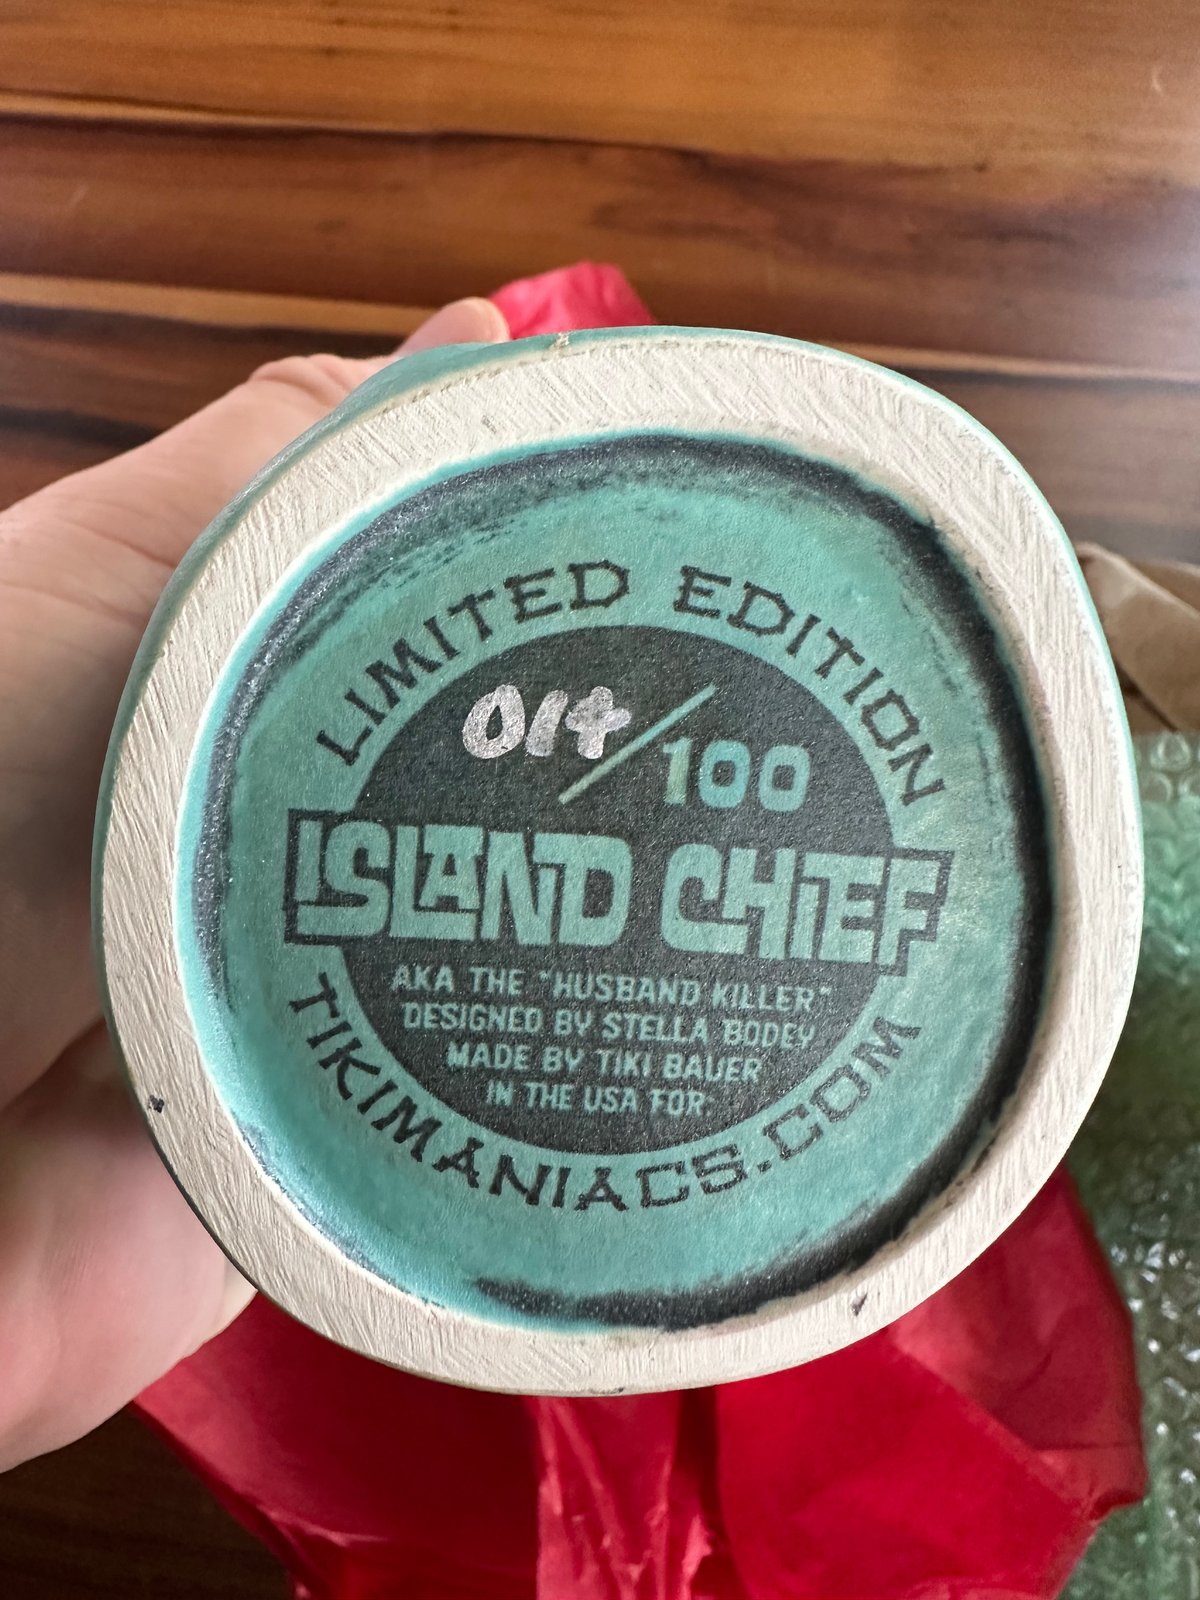 LIMITED EDITION
014/100
ISLAND CHIEF
AKA THE "HUSBAND KILLER"
DESIGNED BY STELLA BODEY
MADE BY TIKI BAUER
IN THE USA FOR
TIKIMANIACS.COM